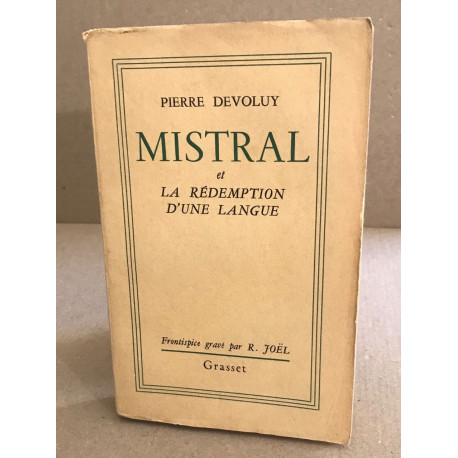 PIERRE DEVOLUY
MISTRAL
et
LA RÉDEMPTION
D'UNE LANGUE
Frontispice gravé par R. JOËL
Grasset